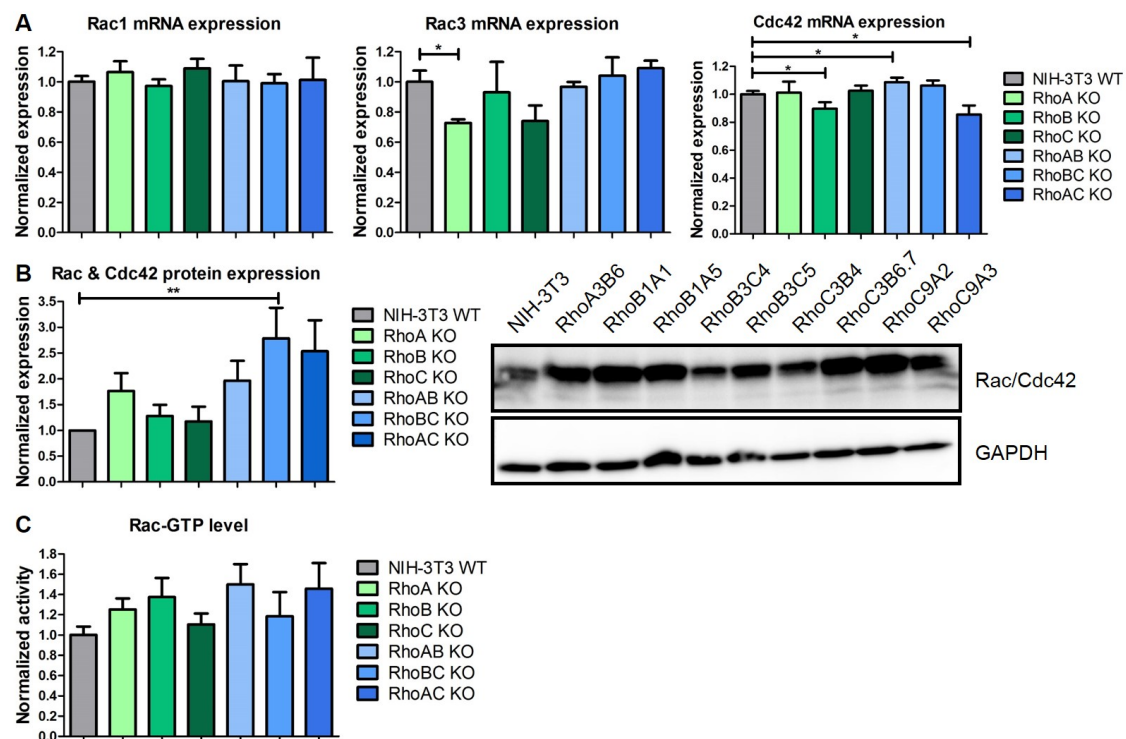 A
Rac1 mRNA expression
Normalized expression
1.2
1.0
0.8
0.6
0.4
0.2
0.0
Rac3 mRNA expression
*
Normalized expression
1.2
1.0
0.8
0.6
0.4
0.2
0.0
Cdc42 mRNA expression
*
*
*
Normalized expression
1.2
1.0
0.8
0.6
0.4
0.2
0.0
NIH-3T3 WT
RhoA KO
RhoB KO
RhoC KO
RhoAB KO
RhoBC KO
RhoAC KO
B
Rac & Cdc42 protein expression
**
Normalized expression
3.5
3.0
2.5
2.0
1.5
1.0
0.5
0.0
NIH-3T3 WT
RhoA KO
RhoB KO
RhoC KO
RhoAB KO
RhoBC KO
RhoAC KO
NIH-3T3
RhoA3B6
RhoB1A1
RhoB1A5
RhoB3C4
RhoB3C5
RhoC3B4
RhoC3B6.7
RhoC9A2
RhoC9A3
Rac/Cdc42
GAPDH
C
Rac-GTP level
Normalized activity
1.8
1.6
1.4
1.2
1.0
0.8
0.6
0.4
0.2
0.0
NIH-3T3 WT
RhoA KO
RhoB KO
RhoC KO
RhoAB KO
RhoBC KO
RhoAC KO